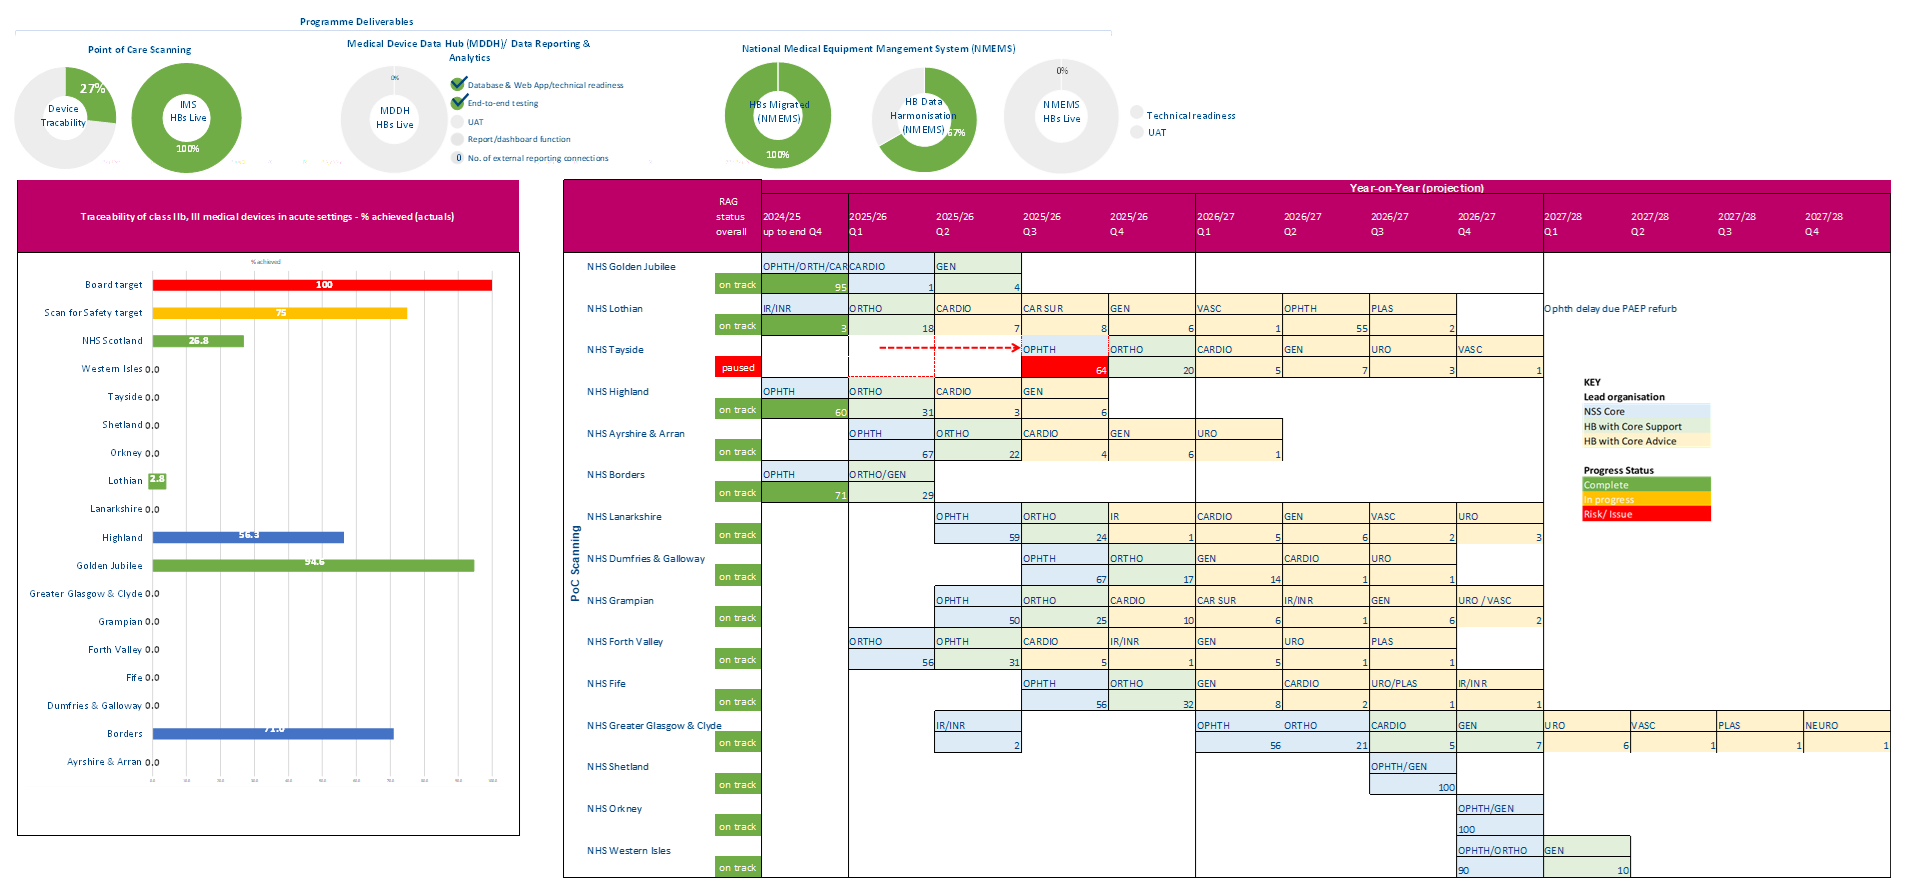 Programme Deliverables
Point of Care Scanning
Medical Device Data Hub (MDDH)/ Data Reporting &
Analytics
National Medical Equipment Mangement System (NMEMS)
27%
Device
Tracability
IMS
HBs Live
100%
0%
MDDH
HBs Live
Database & Web App/technical readiness
End-to-end testing
UAT
Report/dashboard function
0 No. of external reporting connections
HBs Migrated
(NMEMS)
100%
HB Data
Harmonisation
(NMEMS)
67%
0%
NMEMS
HBs Live
Technical readiness
UAT
Traceability of class IIb, III medical devices in acute settings - % achieved (actuals)
% achieved
Board target 100
Scan for Safety target 75
NHS Scotland 26.8
Western Isles 0.0
Tayside 0.0
Shetland 0.0
Orkney 0.0
Lothian 2.8
Lanarkshire 0.0
Highland 56.3
Golden Jubilee 94.6
Greater Glasgow & Clyde 0.0
Grampian 0.0
Forth Valley 0.0
Fife 0.0
Dumfries & Galloway 0.0
Borders 71.0
Ayrshire & Arran 0.0
0.0 10.0 20.0 30.0 40.0 50.0 60.0 70.0 80.0 90.0 100.0
Year-on-Year (projection)
RAG
status
overall
2024/25
up to end Q4
2025/26
Q1
2025/26
Q2
2025/26
Q3
2025/26
Q4
2026/27
Q1
2026/27
Q2
2026/27
Q3
2026/27
Q4
2027/28
Q1
2027/28
Q2
2027/28
Q3
2027/28
Q4
PoC Scanning
NHS Golden Jubilee OPHTH/ORTH/CAR CARDIO GEN
on track 95 1 4
NHS Lothian IR/INR ORTHO CARDIO CAR SUR GEN VASC OPHTH PLAS Ophth delay due PAEP refurb
on track 3 18 7 8 6 1 55 2
NHS Tayside OPHTH ORTHO CARDIO GEN URO VASC
paused 64 20 5 7 3 1
NHS Highland OPHTH ORTHO CARDIO GEN
on track 60 31 3 6
NHS Ayrshire & Arran OPHTH ORTHO CARDIO GEN URO
on track 67 22 4 6 1
NHS Borders OPHTH ORTHO/GEN
on track 71 29
NHS Lanarkshire OPHTH ORTHO IR CARDIO GEN VASC URO
on track 59 24 1 5 6 2 3
NHS Dumfries & Galloway OPHTH ORTHO GEN CARDIO URO
on track 67 17 14 1 1
NHS Grampian OPHTH ORTHO CARDIO CAR SUR IR/INR GEN URO / VASC
on track 50 25 10 6 1 6 2
NHS Forth Valley ORTHO OPHTH CARDIO IR/INR GEN URO PLAS
on track 56 31 5 1 5 1 1
NHS Fife OPHTH ORTHO GEN CARDIO URO/PLAS IR/INR
on track 56 32 8 2 1 1
NHS Greater Glasgow & Clyde IR/INR OPHTH ORTHO CARDIO GEN URO VASC PLAS NEURO
on track 2 56 21 5 7 6 1 1 1
NHS Shetland OPHTH/GEN
on track 100
NHS Orkney OPHTH/GEN
on track 100
NHS Western Isles OPHTH/ORTHO GEN
on track 90 10
KEY
Lead organisation
NSS Core
HB with Core Support
HB with Core Advice
Progress Status
Complete
In progress
Risk/ Issue